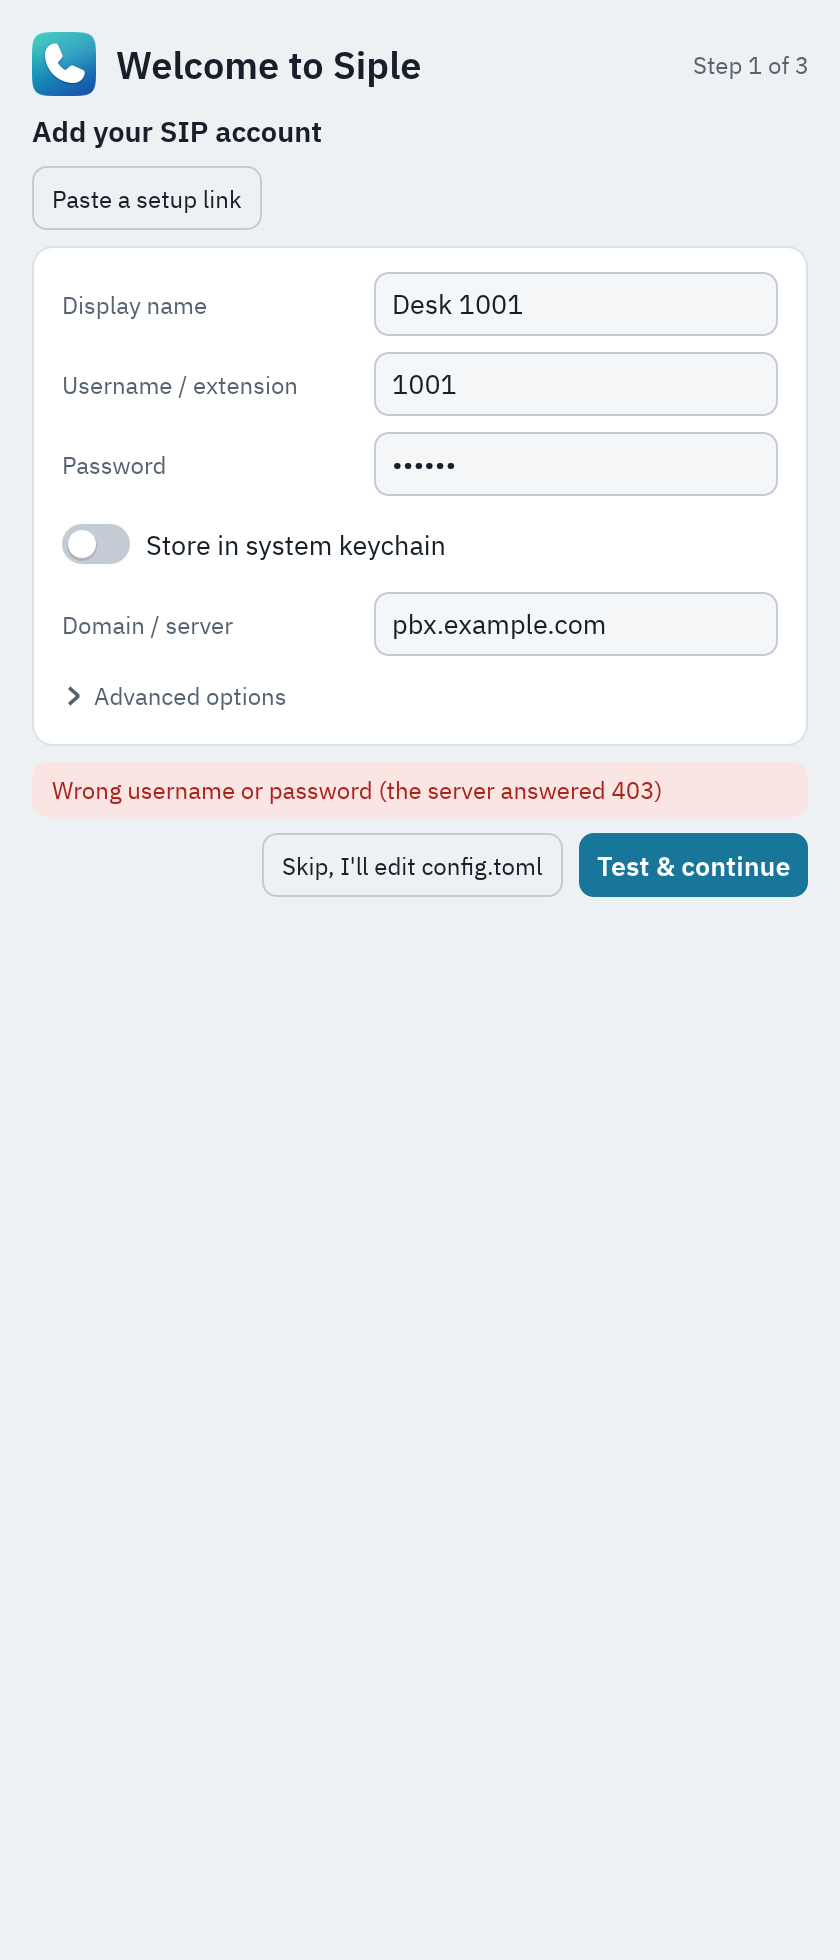 Welcome to Siple
Step 1 of 3
Add your SIP account
Paste a setup link
Display name
Desk 1001
Username / extension
1001
Password
••••••
Store in system keychain
Domain / server
pbx.example.com
Advanced options
Wrong username or password (the server answered 403)
Skip, I'll edit config.toml
Test & continue